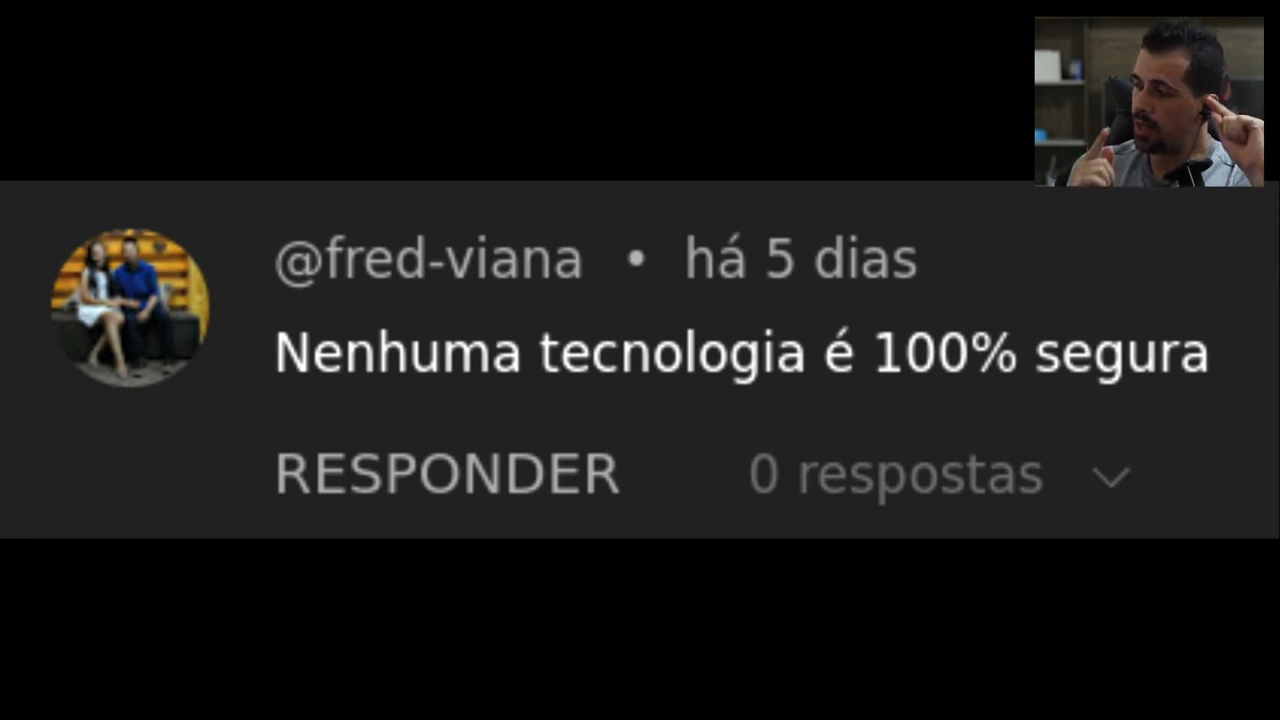 @fred-viana • há 5 dias
Nenhuma tecnologia é 100% segura
RESPONDER 0 respostas